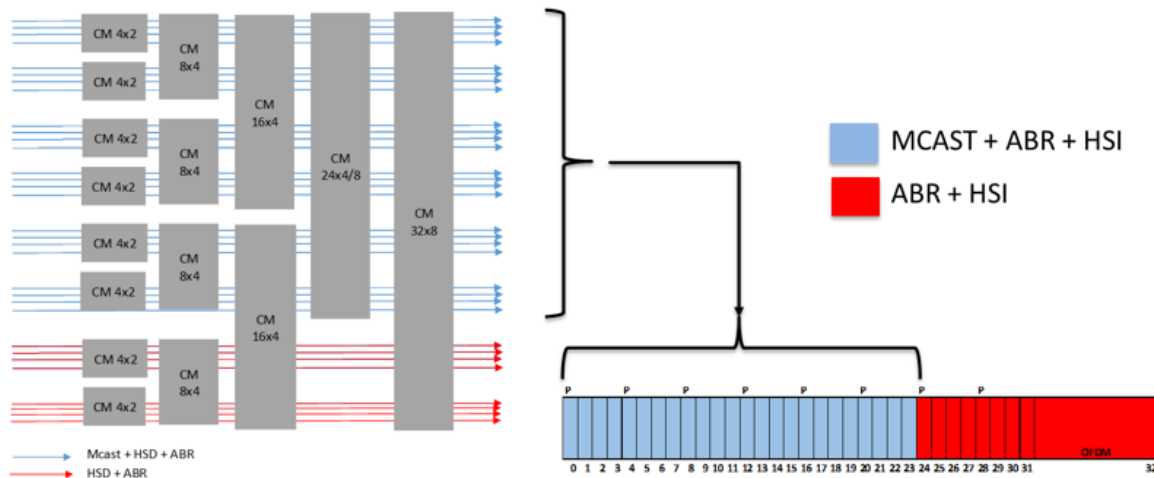 CM 4x2
CM 4x2
CM 4x2
CM 4x2
CM 4x2
CM 4x2
CM 4x2
CM 4x2
CM
8x4
CM
8x4
CM
8x4
CM
8x4
CM
16x4
CM
16x4
CM
24x4/8
CM
32x8
Mcast + HSD + ABR
HSD + ABR
MCAST + ABR + HSI
ABR + HSI
P P P P P P P P
OFDM
0 1 2 3 4 5 6 7 8 9 10 11 12 13 14 15 16 17 18 19 20 21 22 23 24 25 26 27 28 29 30 31 32